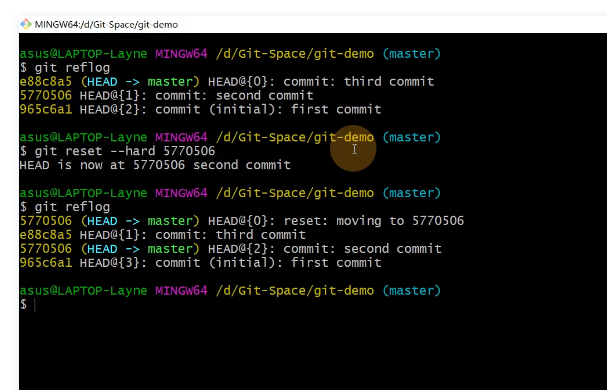 MINGW64:/d/Git-Space/git-demo
asus@LAPTOP-Layne MINGW64 /d/Git-Space/git-demo (master)
$ git reflog
e88c8a5 (HEAD -> master) HEAD@{0}: commit: third commit
5770506 HEAD@{1}: commit: second commit
965c6a1 HEAD@{2}: commit (initial): first commit
asus@LAPTOP-Layne MINGW64 /d/Git-Space/git-demo (master)
$ git reset --hard 5770506
HEAD is now at 5770506 second commit
asus@LAPTOP-Layne MINGW64 /d/Git-Space/git-demo (master)
$ git reflog
5770506 (HEAD -> master) HEAD@{0}: reset: moving to 5770506
e88c8a5 HEAD@{1}: commit: third commit
5770506 (HEAD -> master) HEAD@{2}: commit: second commit
965c6a1 HEAD@{3}: commit (initial): first commit
asus@LAPTOP-Layne MINGW64 /d/Git-Space/git-demo (master)
$